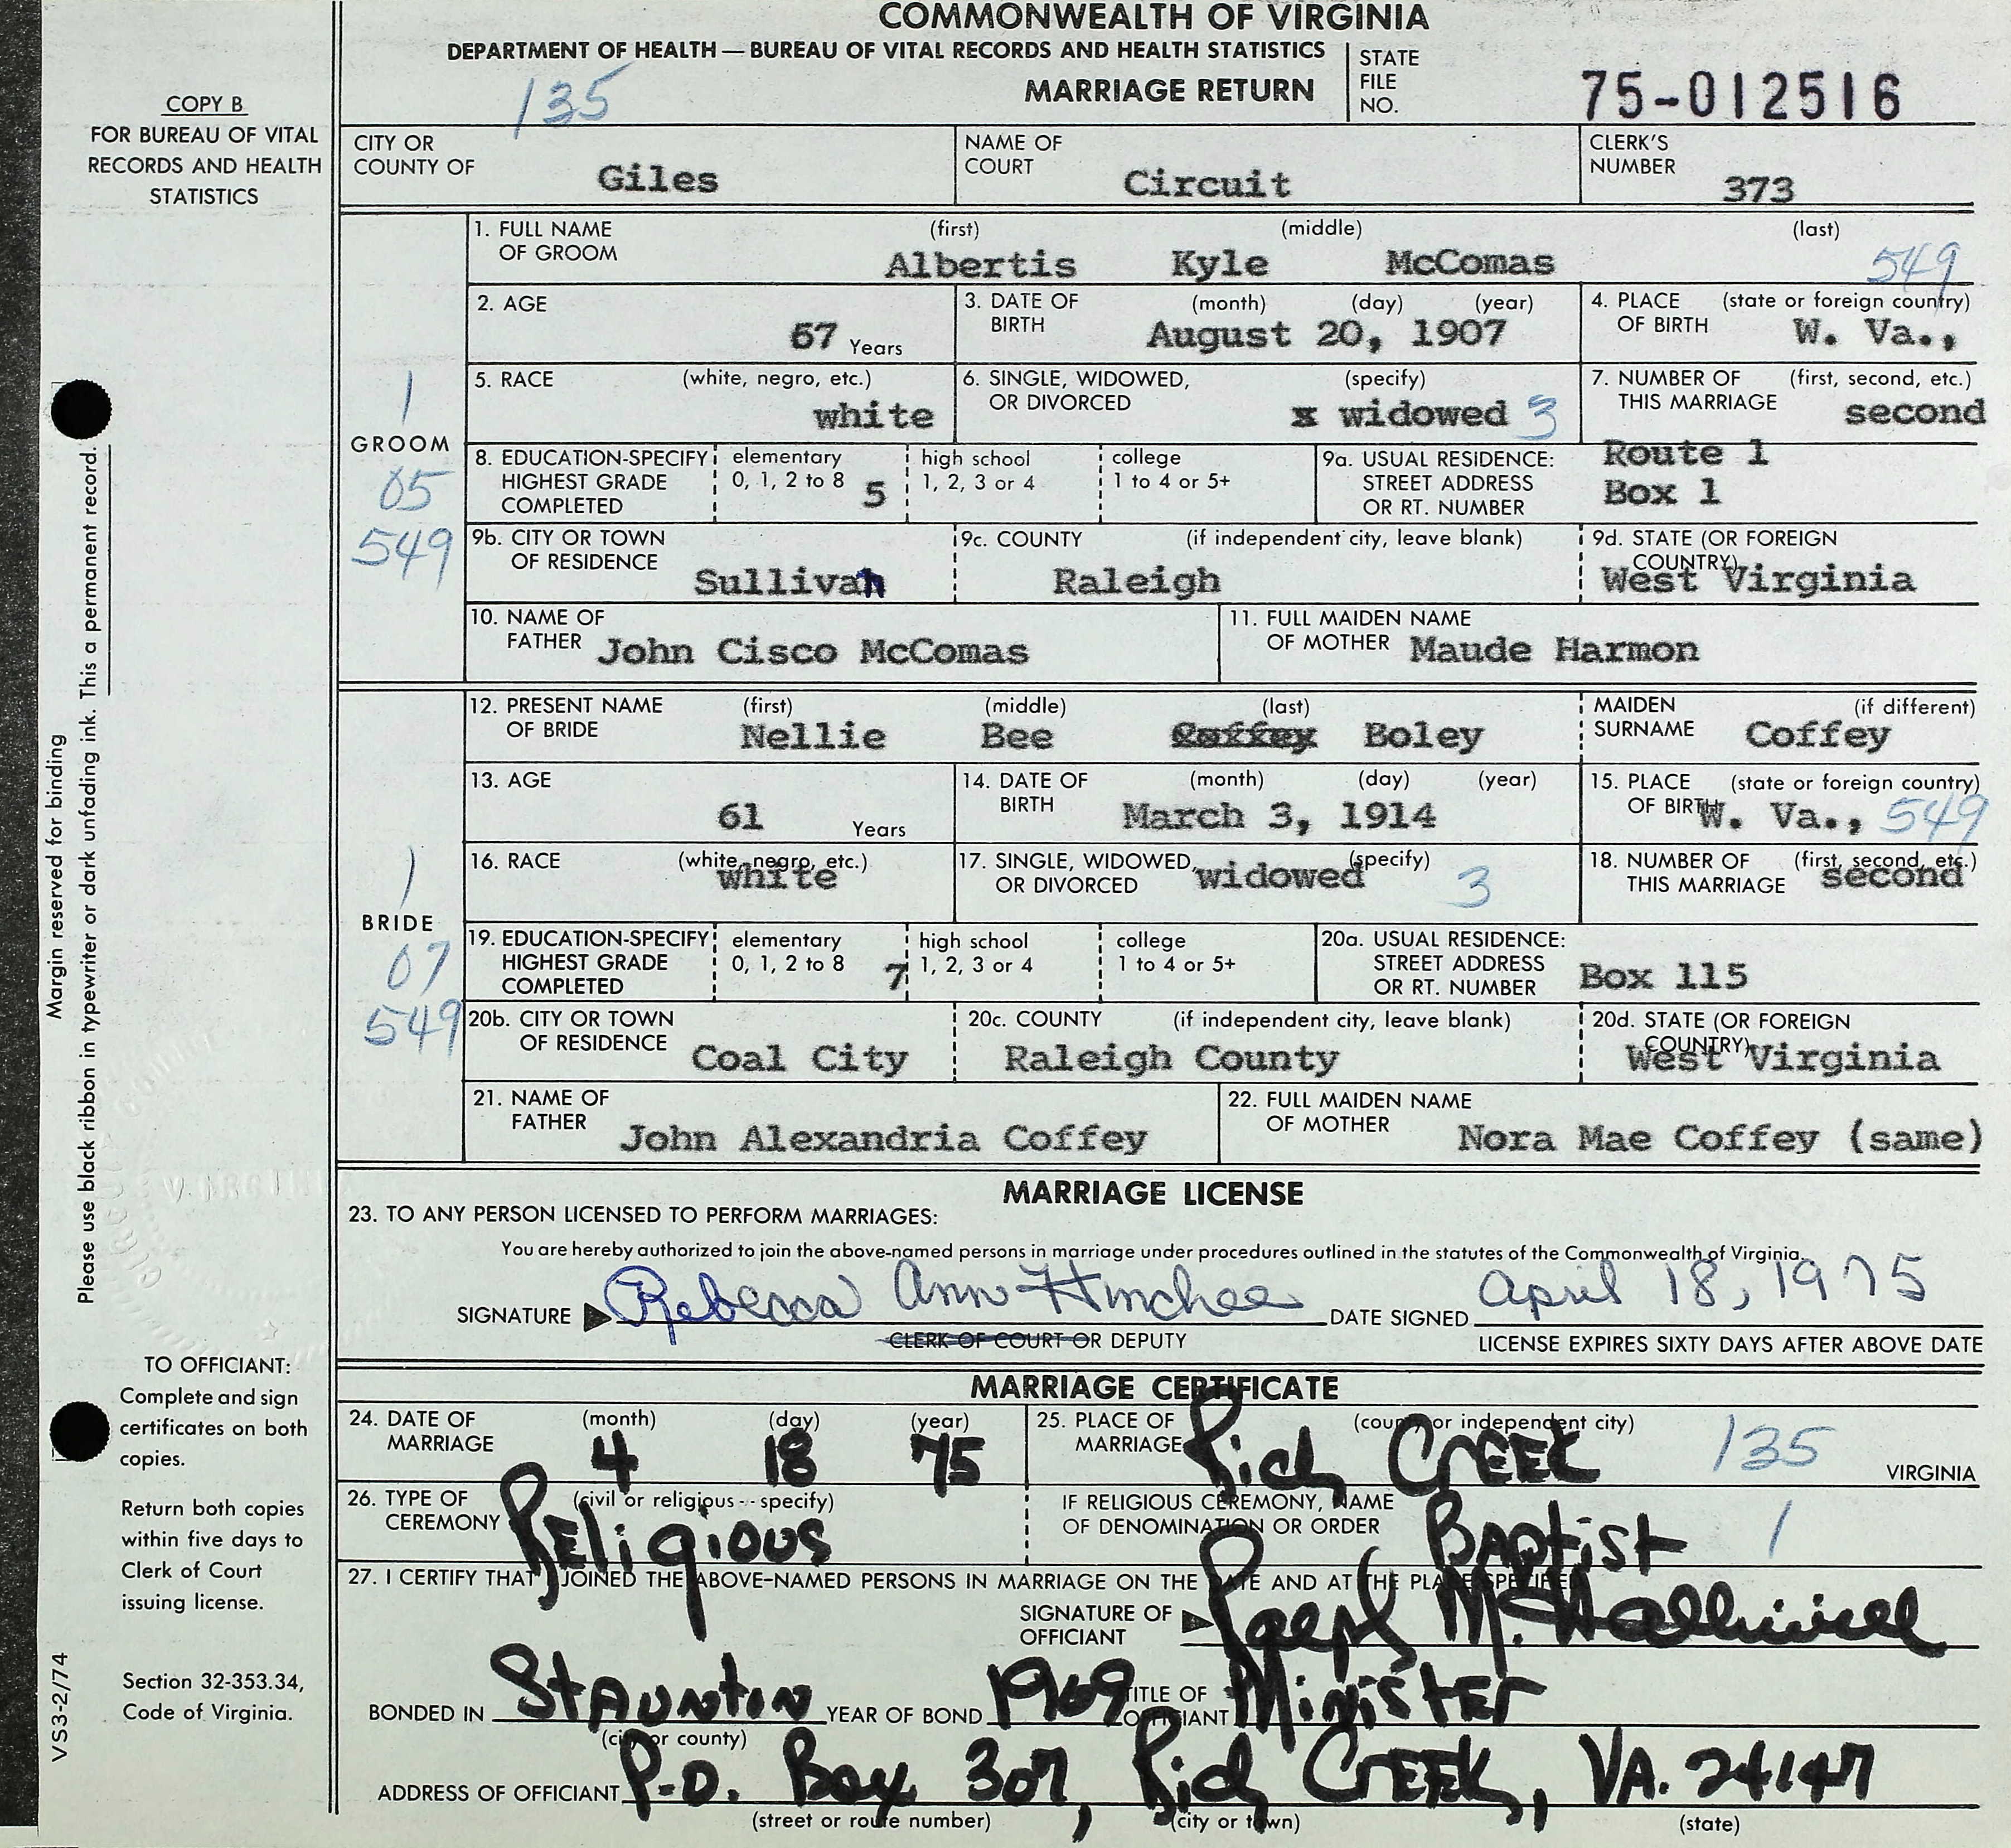 COMMONWEALTH OF VIRGINIA
DEPARTMENT OF HEALTH — BUREAU OF VITAL RECORDS AND HEALTH STATISTICS
MARRIAGE RETURN
STATE FILE NO. 75-012516
135
COPY B
FOR BUREAU OF VITAL
RECORDS AND HEALTH
STATISTICS
CITY OR COUNTY OF Giles
NAME OF COURT Circuit
CLERK'S NUMBER 373
GROOM
1
05
549
1. FULL NAME OF GROOM (first) (middle) (last)
Albertis Kyle McComas 549
2. AGE 67 Years
3. DATE OF BIRTH (month) (day) (year) August 20, 1907
4. PLACE OF BIRTH (state or foreign country) W. Va.,
5. RACE (white, negro, etc.) white
6. SINGLE, WIDOWED, OR DIVORCED (specify) x widowed 3
7. NUMBER OF THIS MARRIAGE (first, second, etc.) second
8. EDUCATION-SPECIFY HIGHEST GRADE COMPLETED
elementary 0, 1, 2 to 8 5
high school 1, 2, 3 or 4
college 1 to 4 or 5+
9a. USUAL RESIDENCE: STREET ADDRESS OR RT. NUMBER Route 1 Box 1
9b. CITY OR TOWN OF RESIDENCE Sullivan
9c. COUNTY (if independent city, leave blank) Raleigh
9d. STATE (OR FOREIGN COUNTRY) West Virginia
10. NAME OF FATHER John Cisco McComas
11. FULL MAIDEN NAME OF MOTHER Maude Harmon
BRIDE
1
07
549
12. PRESENT NAME OF BRIDE (first) (middle) (last)
Nellie Bee Coffey Boley
MAIDEN SURNAME (if different) Coffey
13. AGE 61 Years
14. DATE OF BIRTH (month) (day) (year) March 3, 1914
15. PLACE OF BIRTH (state or foreign country) W. Va., 549
16. RACE (white, negro, etc.) white
17. SINGLE, WIDOWED, OR DIVORCED (specify) widowed 3
18. NUMBER OF THIS MARRIAGE (first, second, etc.) second
19. EDUCATION-SPECIFY HIGHEST GRADE COMPLETED
elementary 0, 1, 2 to 8 7
high school 1, 2, 3 or 4
college 1 to 4 or 5+
20a. USUAL RESIDENCE: STREET ADDRESS OR RT. NUMBER Box 115
20b. CITY OR TOWN OF RESIDENCE Coal City
20c. COUNTY (if independent city, leave blank) Raleigh County
20d. STATE (OR FOREIGN COUNTRY) West Virginia
21. NAME OF FATHER John Alexandria Coffey
22. FULL MAIDEN NAME OF MOTHER Nora Mae Coffey (same)
MARRIAGE LICENSE
23. TO ANY PERSON LICENSED TO PERFORM MARRIAGES:
You are hereby authorized to join the above-named persons in marriage under procedures outlined in the statutes of the Commonwealth of Virginia.
SIGNATURE Rebecca Ann Hinchee DATE SIGNED April 18, 1975
CLERK OF COURT OR DEPUTY
LICENSE EXPIRES SIXTY DAYS AFTER ABOVE DATE
MARRIAGE CERTIFICATE
24. DATE OF MARRIAGE (month) (day) (year) 4 18 75
25. PLACE OF MARRIAGE (county or independent city) Rich Creek 135 VIRGINIA
26. TYPE OF CEREMONY (civil or religious -- specify) Religious
IF RELIGIOUS CEREMONY, NAME OF DENOMINATION OR ORDER Baptist 1
27. I CERTIFY THAT I JOINED THE ABOVE-NAMED PERSONS IN MARRIAGE ON THE DATE AND AT THE PLACE SPECIFIED
SIGNATURE OF OFFICIANT M.
BONDED IN Staunton YEAR OF BOND 1969 TITLE OF OFFICIANT Minister
(city or county)
ADDRESS OF OFFICIANT P.O. Box 307, Rich Creek, VA. 24147
(street or route number) (city or town) (state)
Margin reserved for binding
Please use black ribbon in typewriter or dark unfading ink. This a permanent record.
TO OFFICIANT:
Complete and sign
certificates on both
copies.
Return both copies
within five days to
Clerk of Court
issuing license.
Section 32-353.34,
Code of Virginia.
VS3-2/74
VIRGINIA